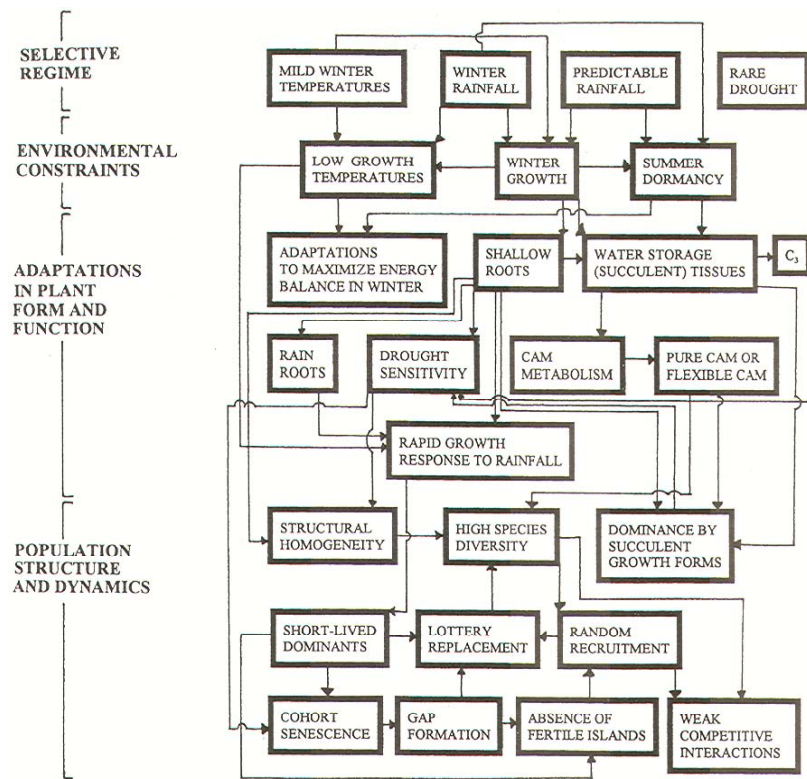 SELECTIVE
REGIME
MILD WINTER
TEMPERATURES
WINTER
RAINFALL
PREDICTABLE
RAINFALL
RARE
DROUGHT
ENVIRONMENTAL
CONSTRAINTS
LOW GROWTH
TEMPERATURES
WINTER
GROWTH
SUMMER
DORMANCY
ADAPTATIONS
IN PLANT
FORM AND
FUNCTION
ADAPTATIONS
TO MAXIMIZE ENERGY
BALANCE IN WINTER
SHALLOW
ROOTS
WATER STORAGE
(SUCCULENT) TISSUES
C₃
RAIN
ROOTS
DROUGHT
SENSITIVITY
CAM
METABOLISM
PURE CAM OR
FLEXIBLE CAM
RAPID GROWTH
RESPONSE TO RAINFALL
POPULATION
STRUCTURE
AND DYNAMICS
STRUCTURAL
HOMOGENEITY
HIGH SPECIES
DIVERSITY
DOMINANCE BY
SUCCULENT
GROWTH FORMS
SHORT-LIVED
DOMINANTS
LOTTERY
REPLACEMENT
RANDOM
RECRUITMENT
COHORT
SENESCENCE
GAP
FORMATION
ABSENCE OF
FERTILE ISLANDS
WEAK
COMPETITIVE
INTERACTIONS